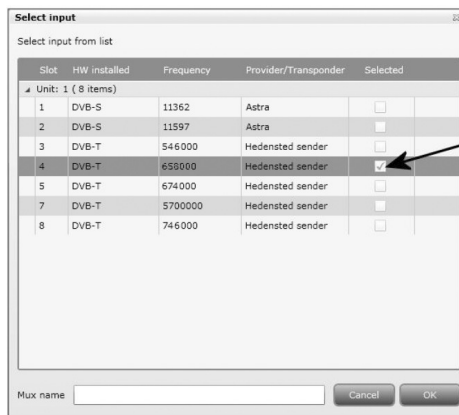 Select input
Select input from list
Slot HW installed Frequency Provider/Transponder Selected
Unit: 1 ( 8 items)
1 DVB-S 11362 Astra
2 DVB-S 11597 Astra
3 DVB-T 546000 Hedensted sender
4 DVB-T 658000 Hedensted sender
5 DVB-T 674000 Hedensted sender
7 DVB-T 5700000 Hedensted sender
8 DVB-T 746000 Hedensted sender
Mux name Cancel OK